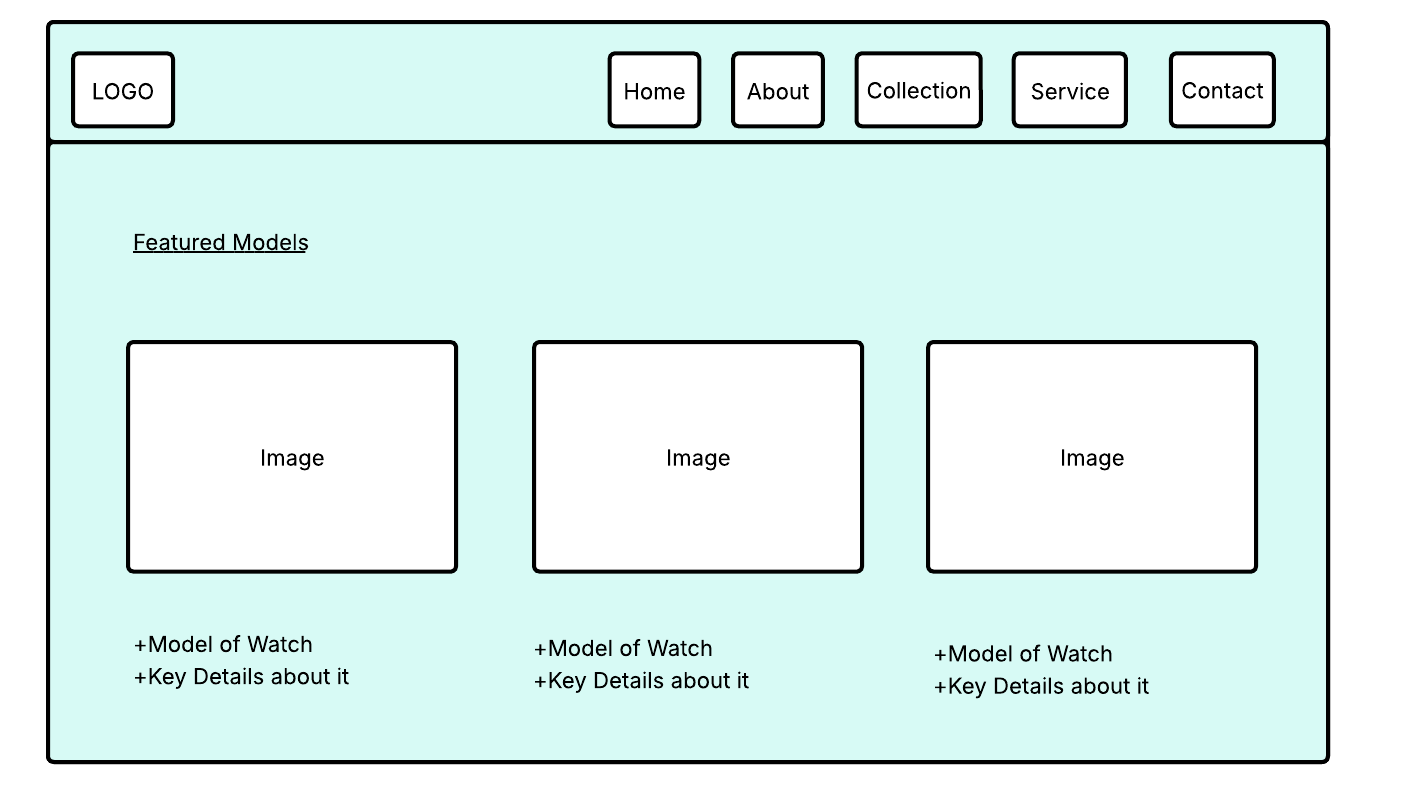 LOGO
Home
About
Collection
Service
Contact
Featured Models
Image
Image
Image
+Model of Watch
+Key Details about it
+Model of Watch
+Key Details about it
+Model of Watch
+Key Details about it